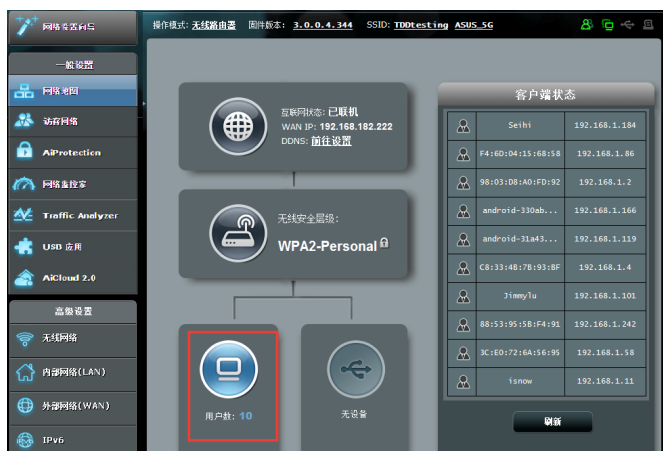 网络设置向导
操作模式: 无线路由器 固件版本: 3.0.0.4.344 SSID: TDDtesting ASUS_5G
一般设置
网络地图
访客网络
AiProtection
网络监控家
Traffic Analyzer
USB 应用
AiCloud 2.0
高级设置
无线网络
内部网络(LAN)
外部网络(WAN)
IPv6
互联网状态: 已联机
WAN IP: 192.168.182.222
DDNS: 前往设置
无线安全层级:
WPA2-Personal
用户数: 10
无设备
客户端状态
Seihi 192.168.1.184
F4:6D:04:15:68:58 192.168.1.86
98:03:D8:A0:FD:92 192.168.1.2
android-330ab... 192.168.1.166
android-31a43... 192.168.1.119
C8:33:4B:7B:93:BF 192.168.1.4
Jimmylu 192.168.1.101
88:53:95:5B:F4:91 192.168.1.242
3C:E0:72:6A:56:95 192.168.1.58
isnow 192.168.1.11
刷新